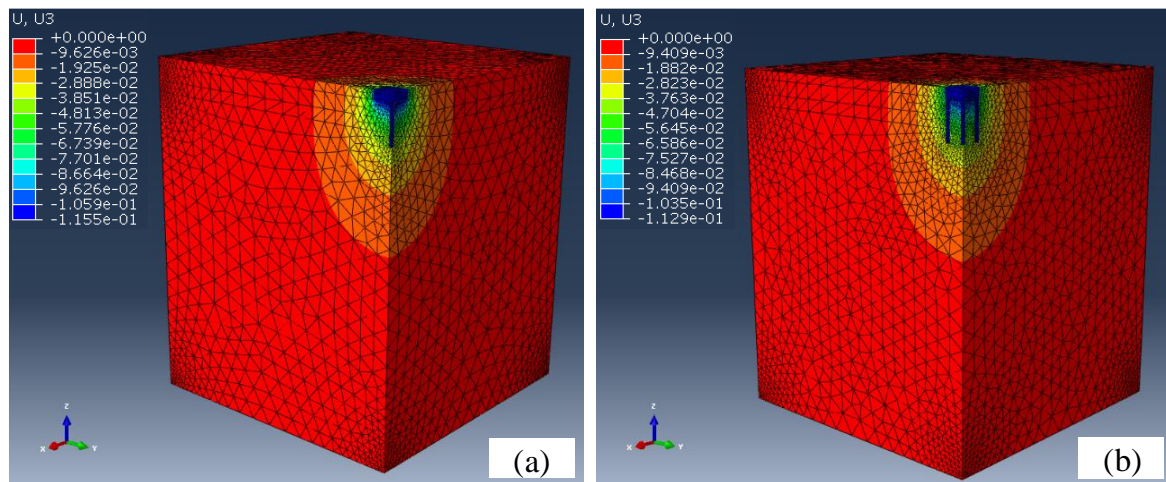 U, U3
+0.000e+00
-9.626e-03
-1.925e-02
-2.888e-02
-3.851e-02
-4.813e-02
-5.776e-02
-6.739e-02
-7.701e-02
-8.664e-02
-9.626e-02
-1.059e-01
-1.155e-01
Z
X
Y
(a)
U, U3
+0.000e+00
-9.409e-03
-1.882e-02
-2.823e-02
-3.763e-02
-4.704e-02
-5.645e-02
-6.586e-02
-7.527e-02
-8.468e-02
-9.409e-02
-1.035e-01
-1.129e-01
Z
X
Y
(b)